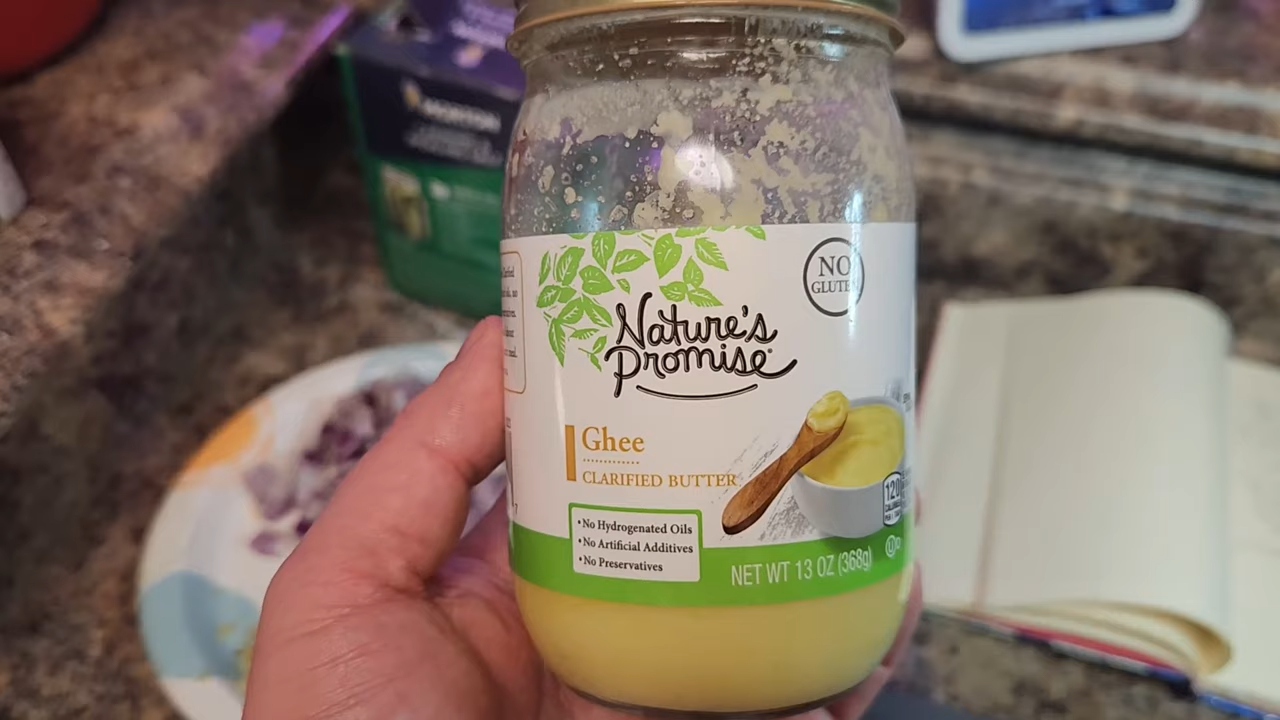 NO
GLUTEN
Nature's
Promise
Ghee
CLARIFIED BUTTER
120
• No Hydrogenated Oils
• No Artificial Additives
• No Preservatives
NET WT 13 OZ (368g)